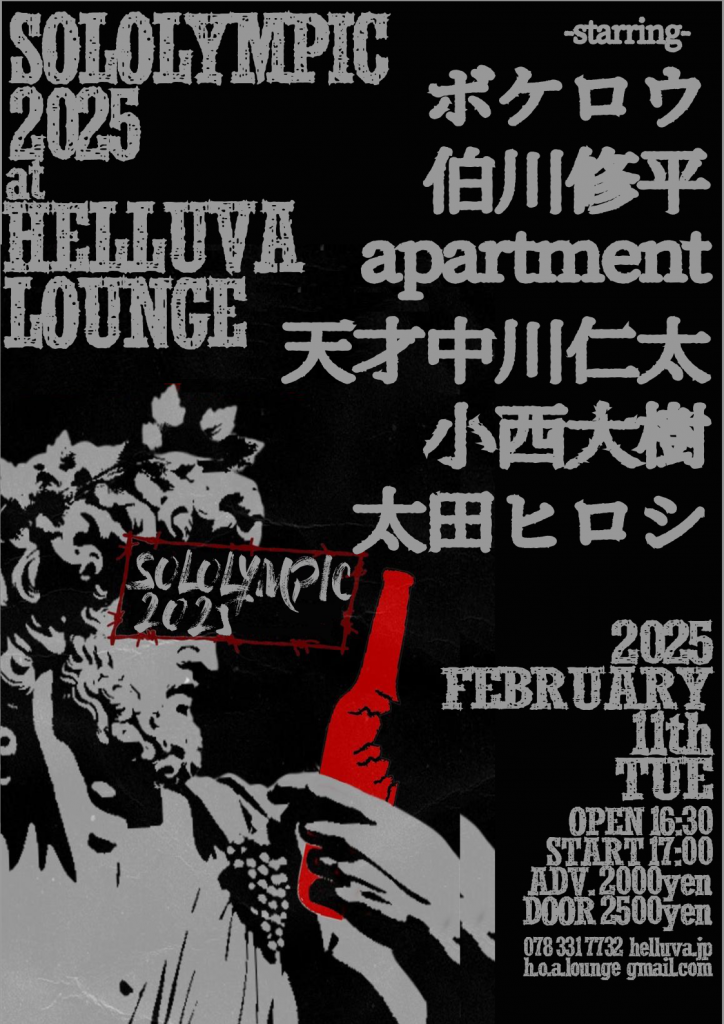 SOLOLYMPIC
2025
at
HELLUVA
LOUNGE
-starring-
ボケロウ
伯川修平
apartment
天才中川仁太
小西大樹
太田ヒロシ
SOLOLYMPIC
2025
2025
FEBRUARY
11th
TUE
OPEN 16:30
START 17:00
ADV. 2000yen
DOOR 2500yen
078 331 7732 helluva.jp
h.o.a.lounge gmail.com